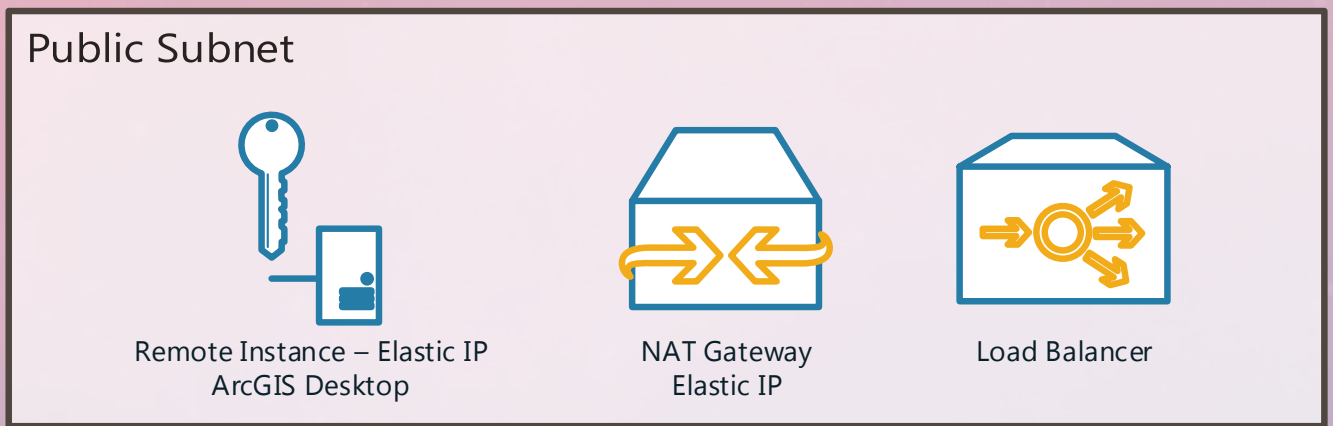 Public Subnet
Remote Instance – Elastic IP
ArcGIS Desktop
NAT Gateway
Elastic IP
Load Balancer